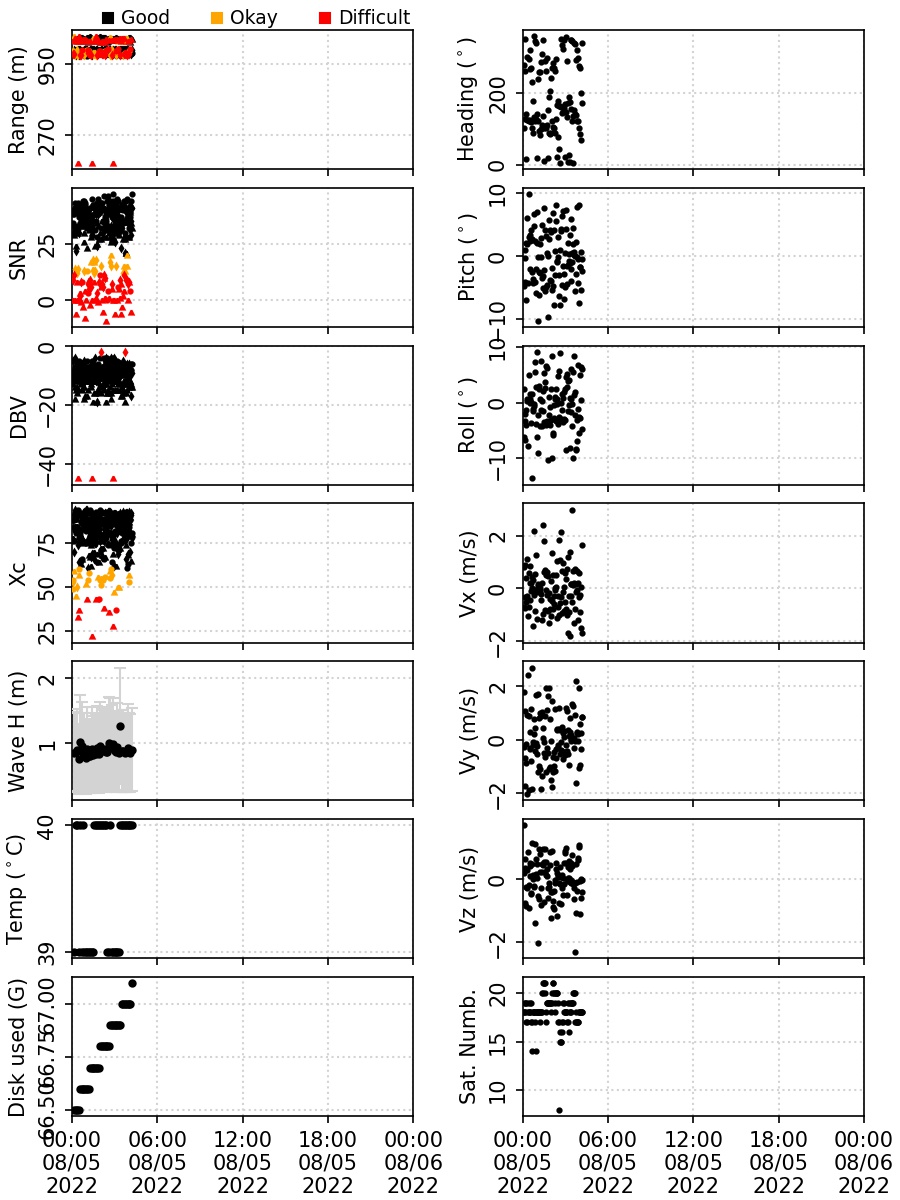 Good Okay Difficult
Range (m)
950
270
Heading (°)
200
0
SNR
25
0
Pitch (°)
10
0
−10
DBV
0
−20
−40
Roll (°)
10
0
−10
Xc
75
50
25
Vx (m/s)
2
0
−2
Wave H (m)
2
1
Vy (m/s)
2
0
−2
Temp (°C)
40
39
Vz (m/s)
0
−2
Disk used (G)
67.00
66.75
66.50
Sat. Numb.
20
15
10
00:00 06:00 12:00 18:00 00:00
08/05 08/05 08/05 08/05 08/06
2022 2022 2022 2022 2022
00:00 06:00 12:00 18:00 00:00
08/05 08/05 08/05 08/05 08/06
2022 2022 2022 2022 2022